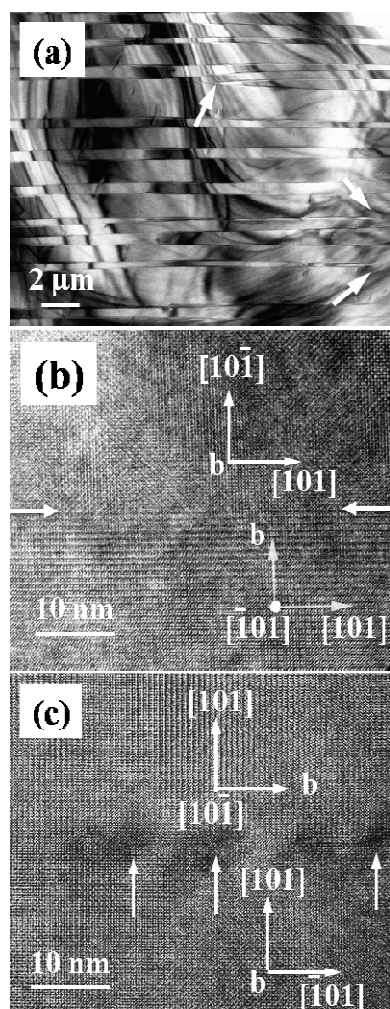 (a)
2 μm
(b)
[101̄]
b
[101]
b
10 nm
[1̄01] [101]
(c)
[101]
b
[101̄]
[101]
10 nm
b
[1̄01]